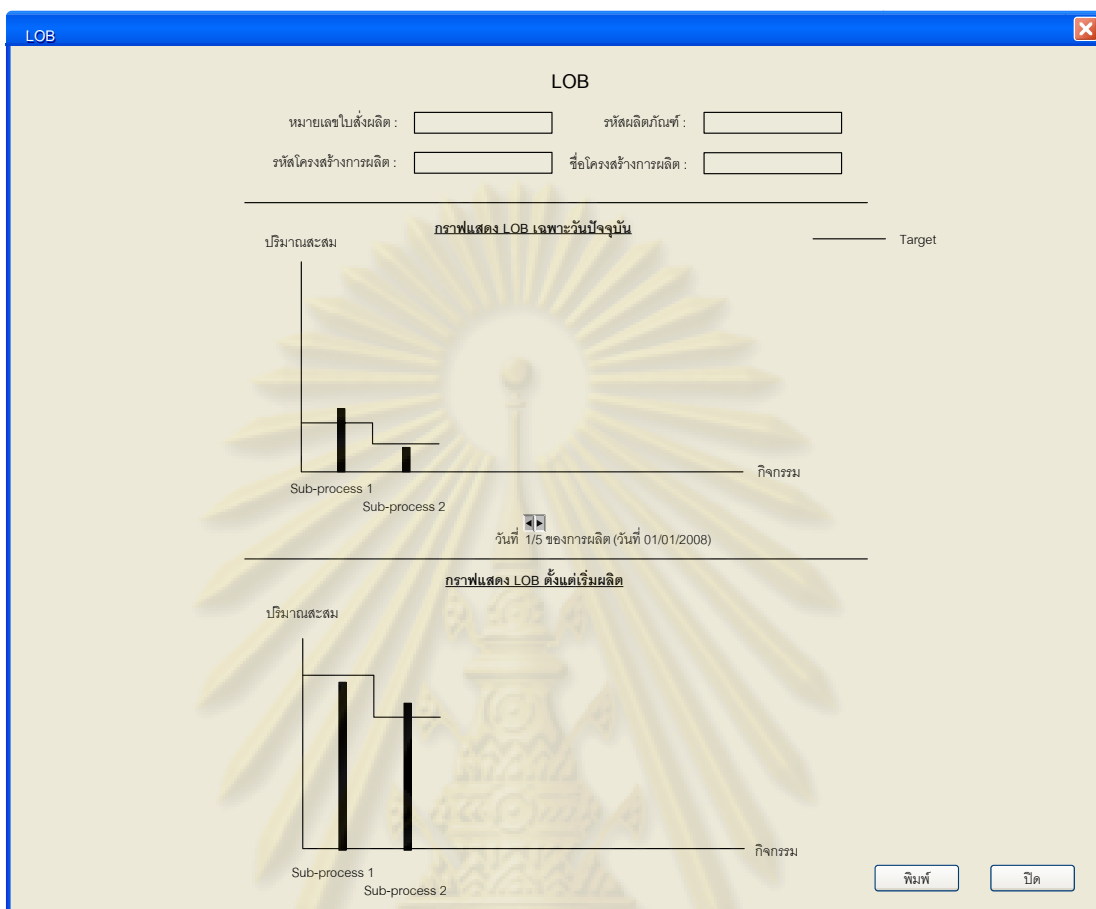 LOB
LOB
หมายเลขใบสั่งผลิต : รหัสผลิตภัณฑ์ :
รหัสโครงสร้างการผลิต : ชื่อโครงสร้างการผลิต :
กราฟแสดง LOB เฉพาะวันปัจจุบัน
Target
ปริมาณสะสม
กิจกรรม
Sub-process 1
Sub-process 2
วันที่ 1/5 ของการผลิต (วันที่ 01/01/2008)
กราฟแสดง LOB ตั้งแต่เริ่มผลิต
ปริมาณสะสม
กิจกรรม
Sub-process 1
Sub-process 2
พิมพ์ ปิด